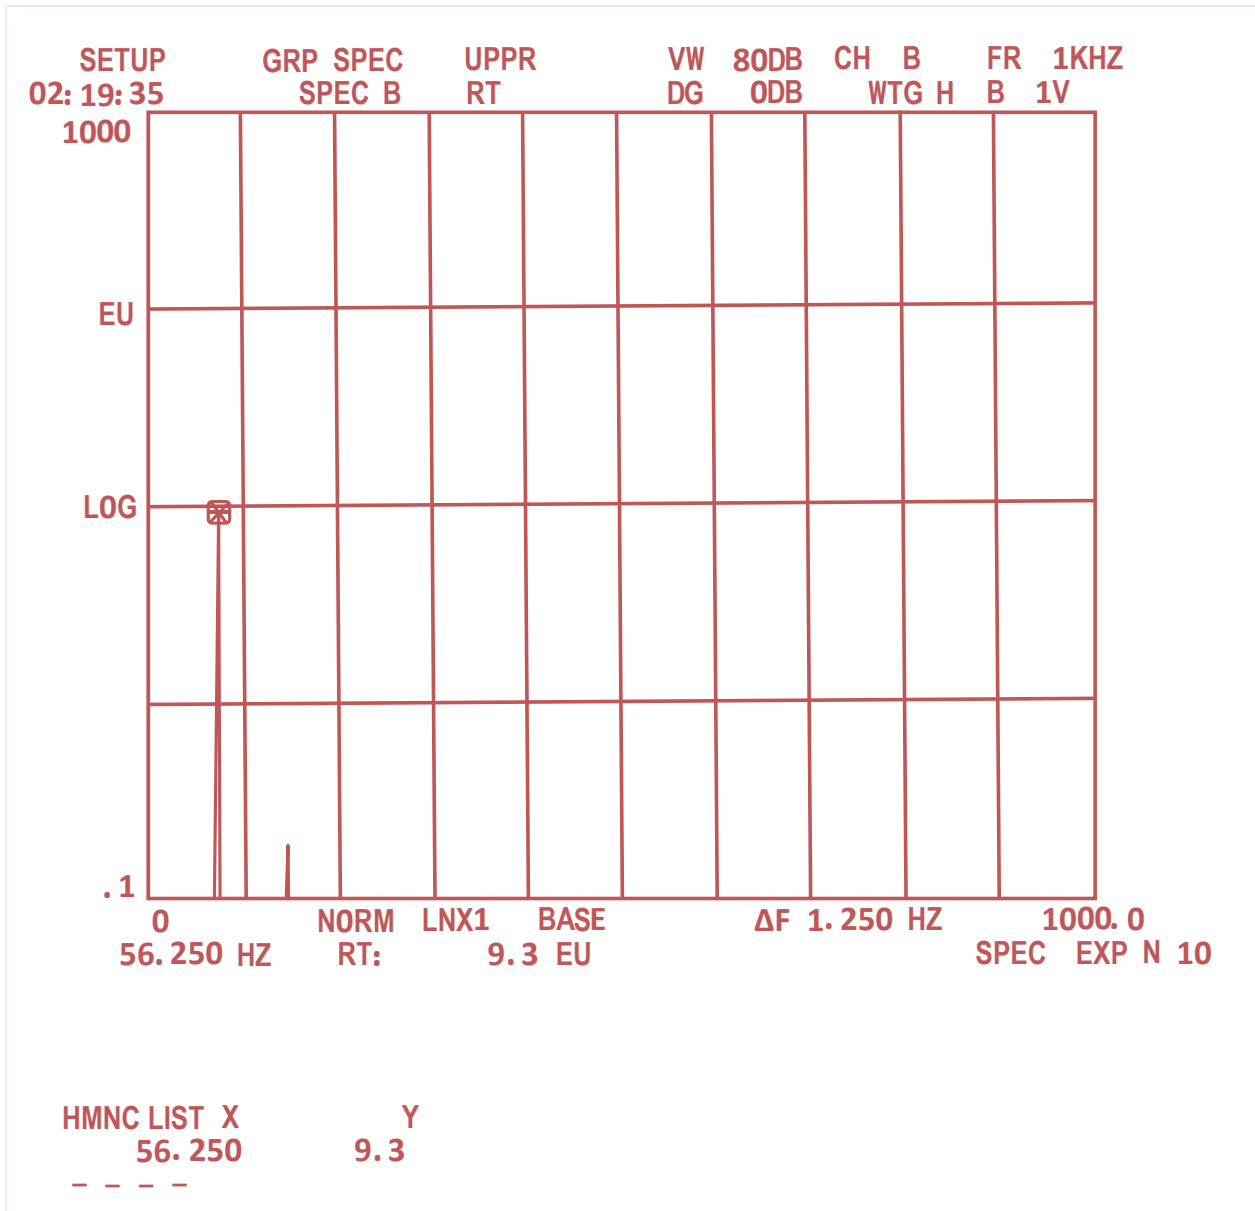 SETUP GRP SPEC UPPR VW 80DB CH B FR 1KHZ
02:19:35 SPEC B RT DG 0DB WTG H B 1V
1000
EU
LOG
.1
0 NORM LNX1 BASE ΔF 1.250 HZ 1000.0
56.250 HZ RT: 9.3 EU SPEC EXP N 10
HMNC LIST X Y
56.250 9.3
– – – –